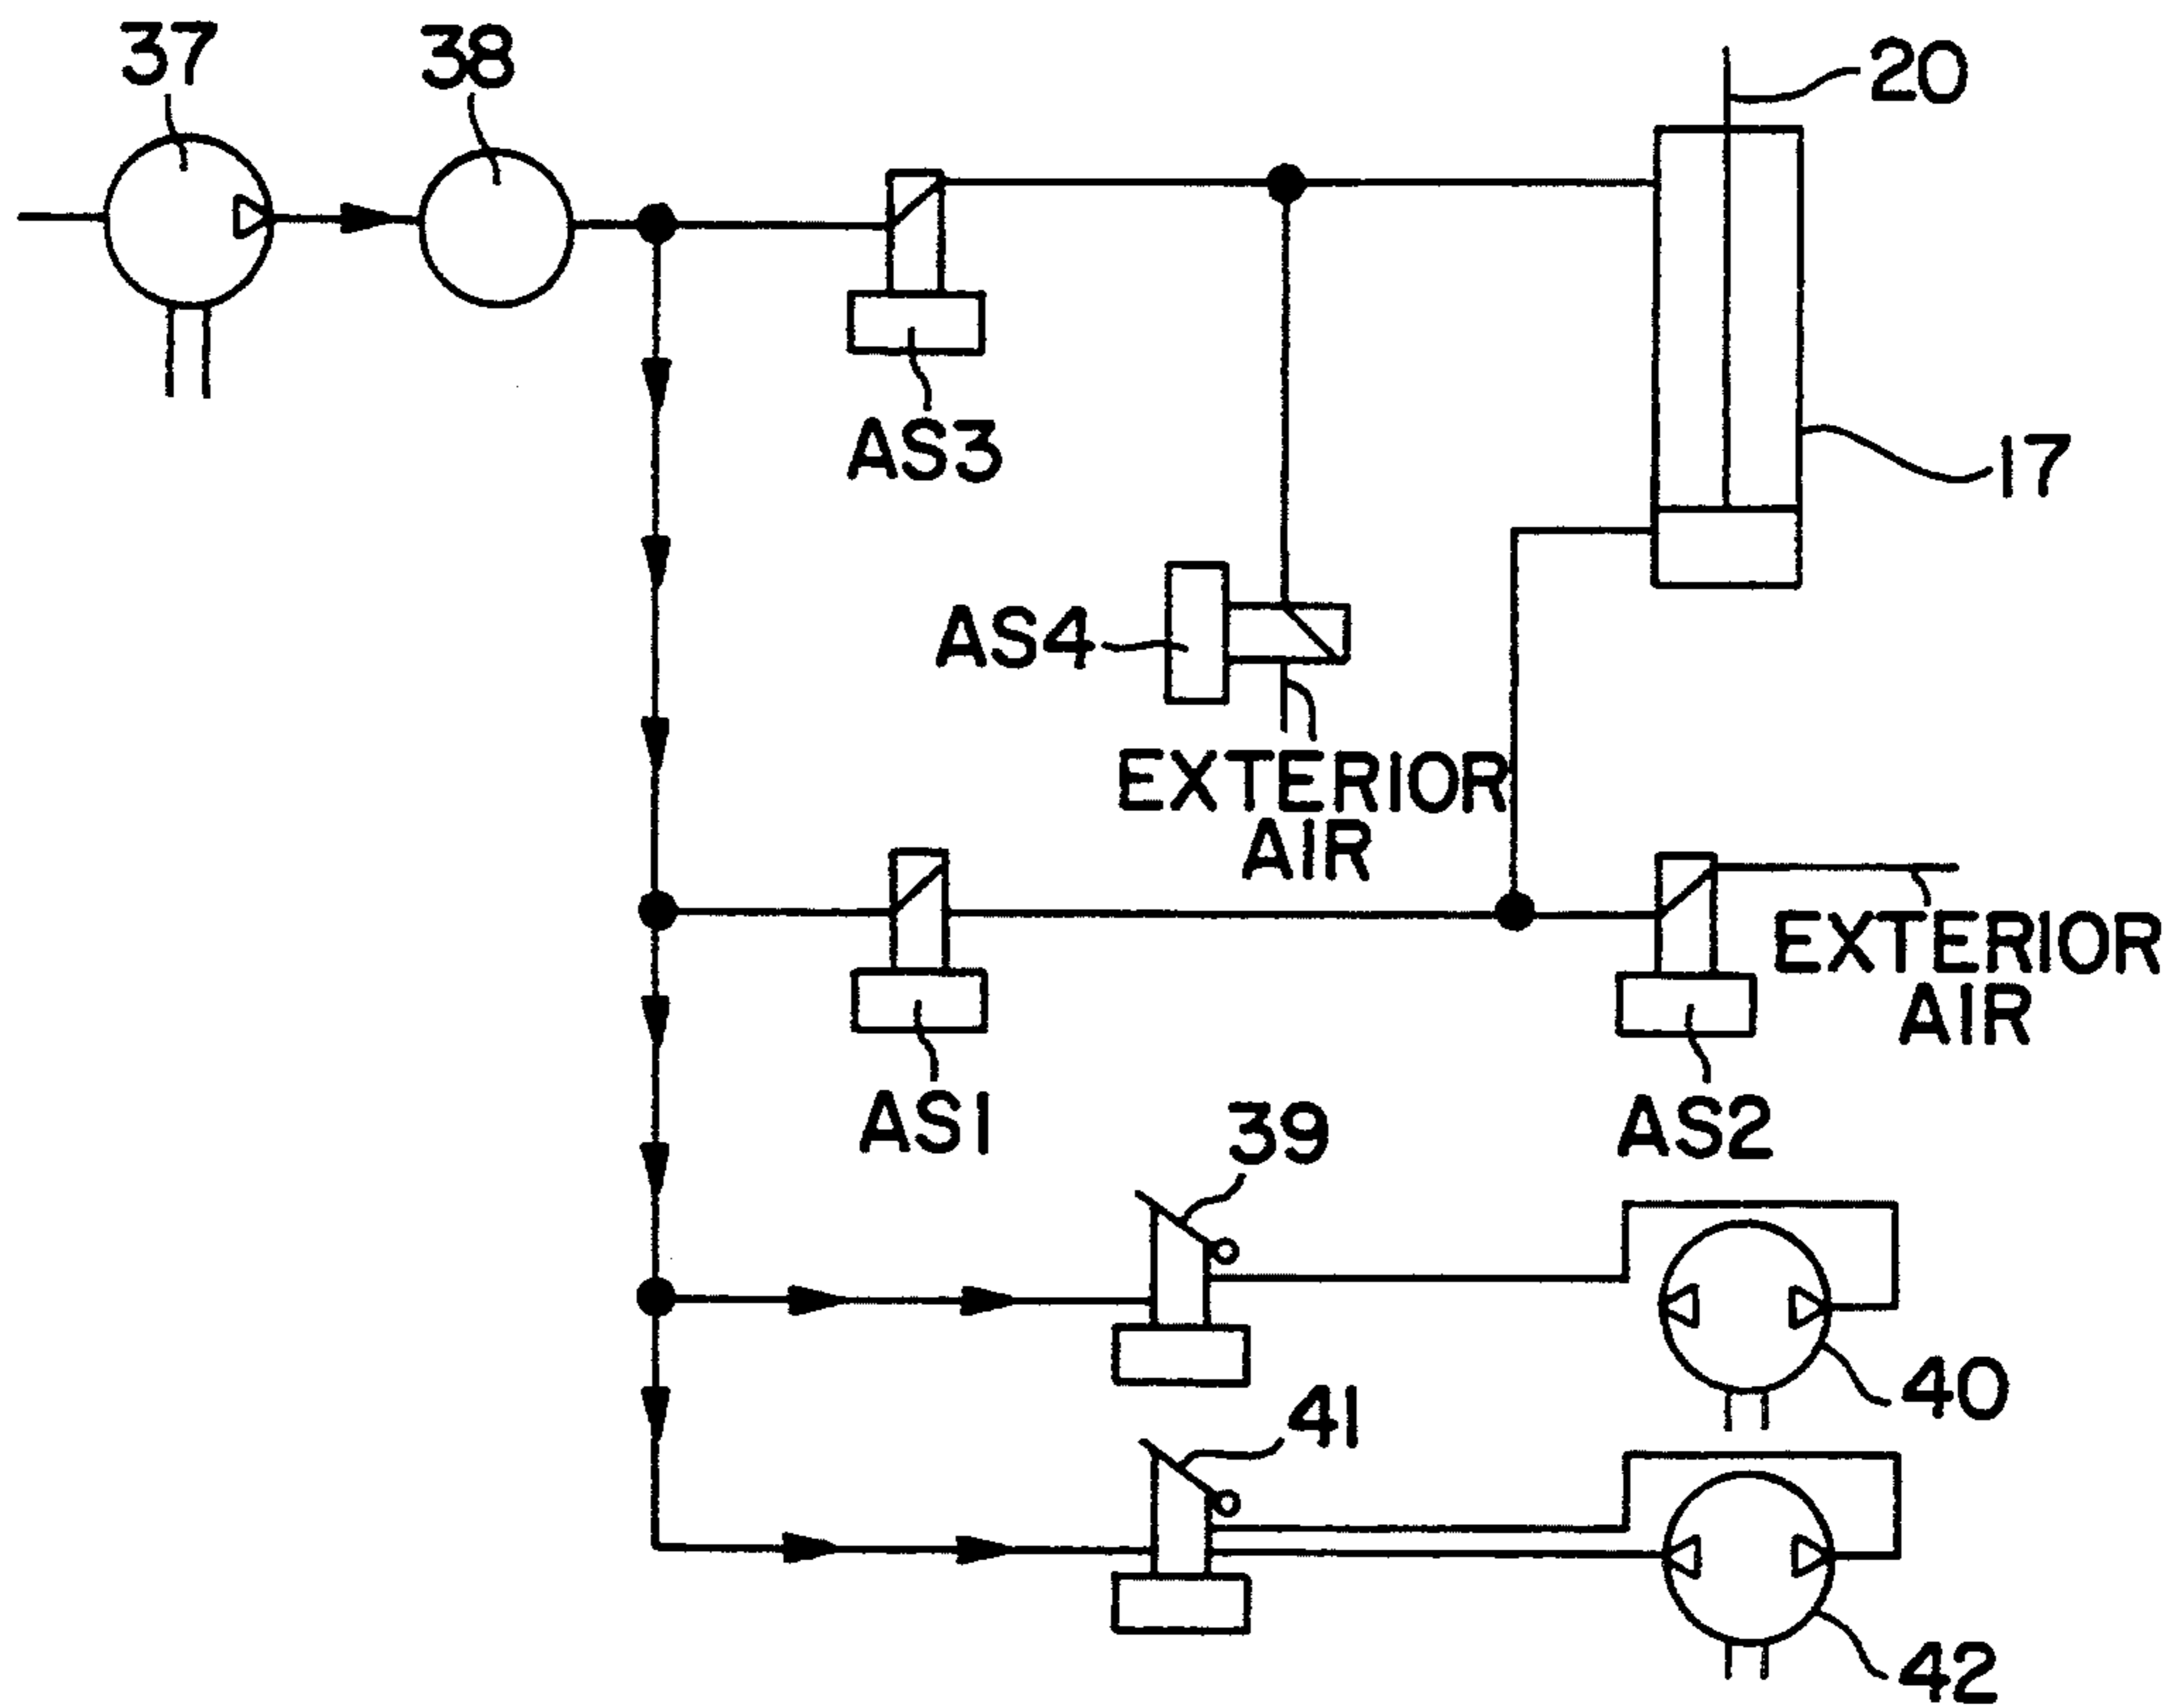 37
38
20
AS3
17
AS4
EXTERIOR
AIR
EXTERIOR
AIR
AS1
39
AS2
40
41
42